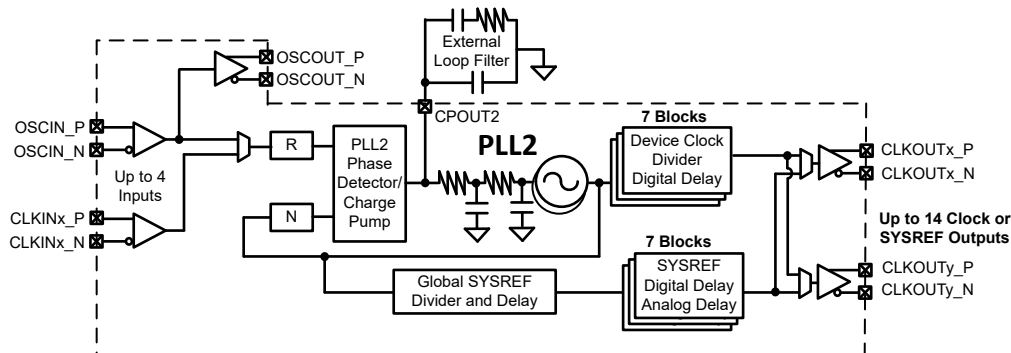 External
Loop Filter
OSCOUT_P
OSCOUT_N
CPOUT2
OSCIN_P
OSCIN_N
Up to 4
Inputs
CLKINx_P
CLKINx_N
R
N
PLL2
Phase
Detector/
Charge
Pump
PLL2
7 Blocks
Device Clock
Divider
Digital Delay
CLKOUTx_P
CLKOUTx_N
Up to 14 Clock or
SYSREF Outputs
7 Blocks
SYSREF
Digital Delay
Analog Delay
Global SYSREF
Divider and Delay
CLKOUTy_P
CLKOUTy_N